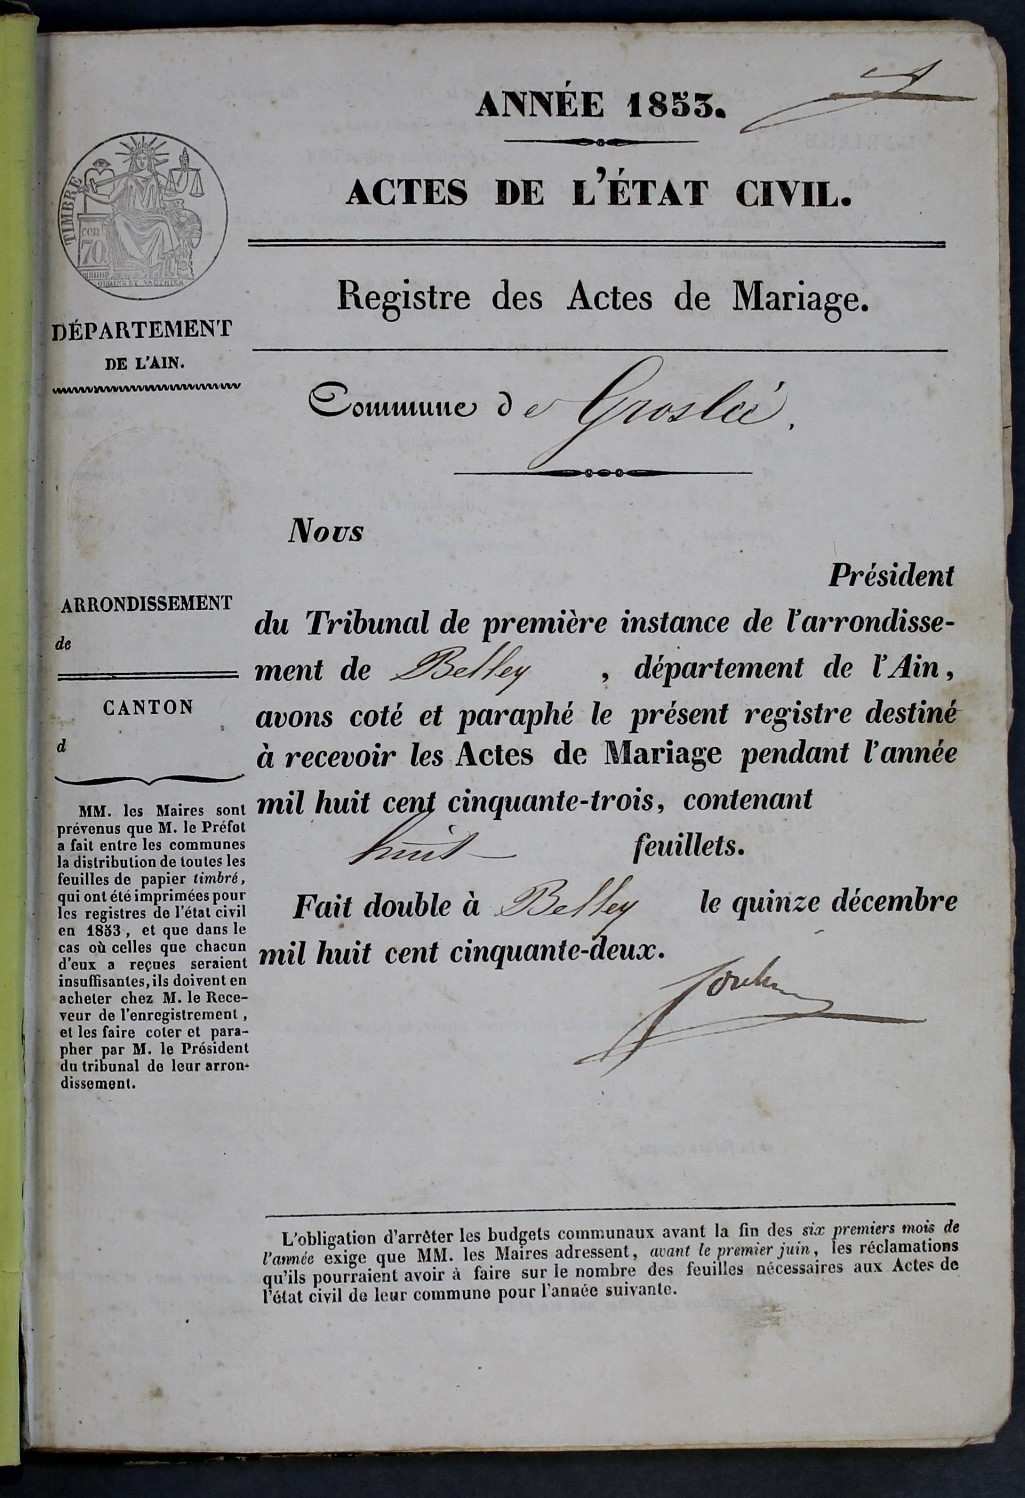 ANNÉE 1853.
ACTES DE L'ÉTAT CIVIL.
TIMBRE
70
DÉPARTEMENT
DE L'AIN.
Registre des Actes de Mariage.
Commune de Groslée.
Nous
Président
du Tribunal de première instance de l'arrondisse-
ment de Belley , département de l'Ain,
avons coté et paraphé le présent registre destiné
à recevoir les Actes de Mariage pendant l'année
mil huit cent cinquante-trois, contenant
huit feuillets.
Fait double à Belley le quinze décembre
mil huit cent cinquante-deux.
ARRONDISSEMENT
de
CANTON
d
MM. les Maires sont
prévenus que M. le Préfet
a fait entre les communes
la distribution de toutes les
feuilles de papier timbré,
qui ont été imprimées pour
les registres de l'état civil
en 1853, et que dans le
cas où celles que chacun
d'eux a reçues seraient
insuffisantes, ils doivent en
acheter chez M. le Rece-
veur de l'enregistrement,
et les faire coter et para-
pher par M. le Président
du tribunal de leur arron-
dissement.
L'obligation d'arrêter les budgets communaux avant la fin des six premiers mois de
l'année exige que MM. les Maires adressent, avant le premier juin, les réclamations
qu'ils pourraient avoir à faire sur le nombre des feuilles nécessaires aux Actes de
l'état civil de leur commune pour l'année suivante.